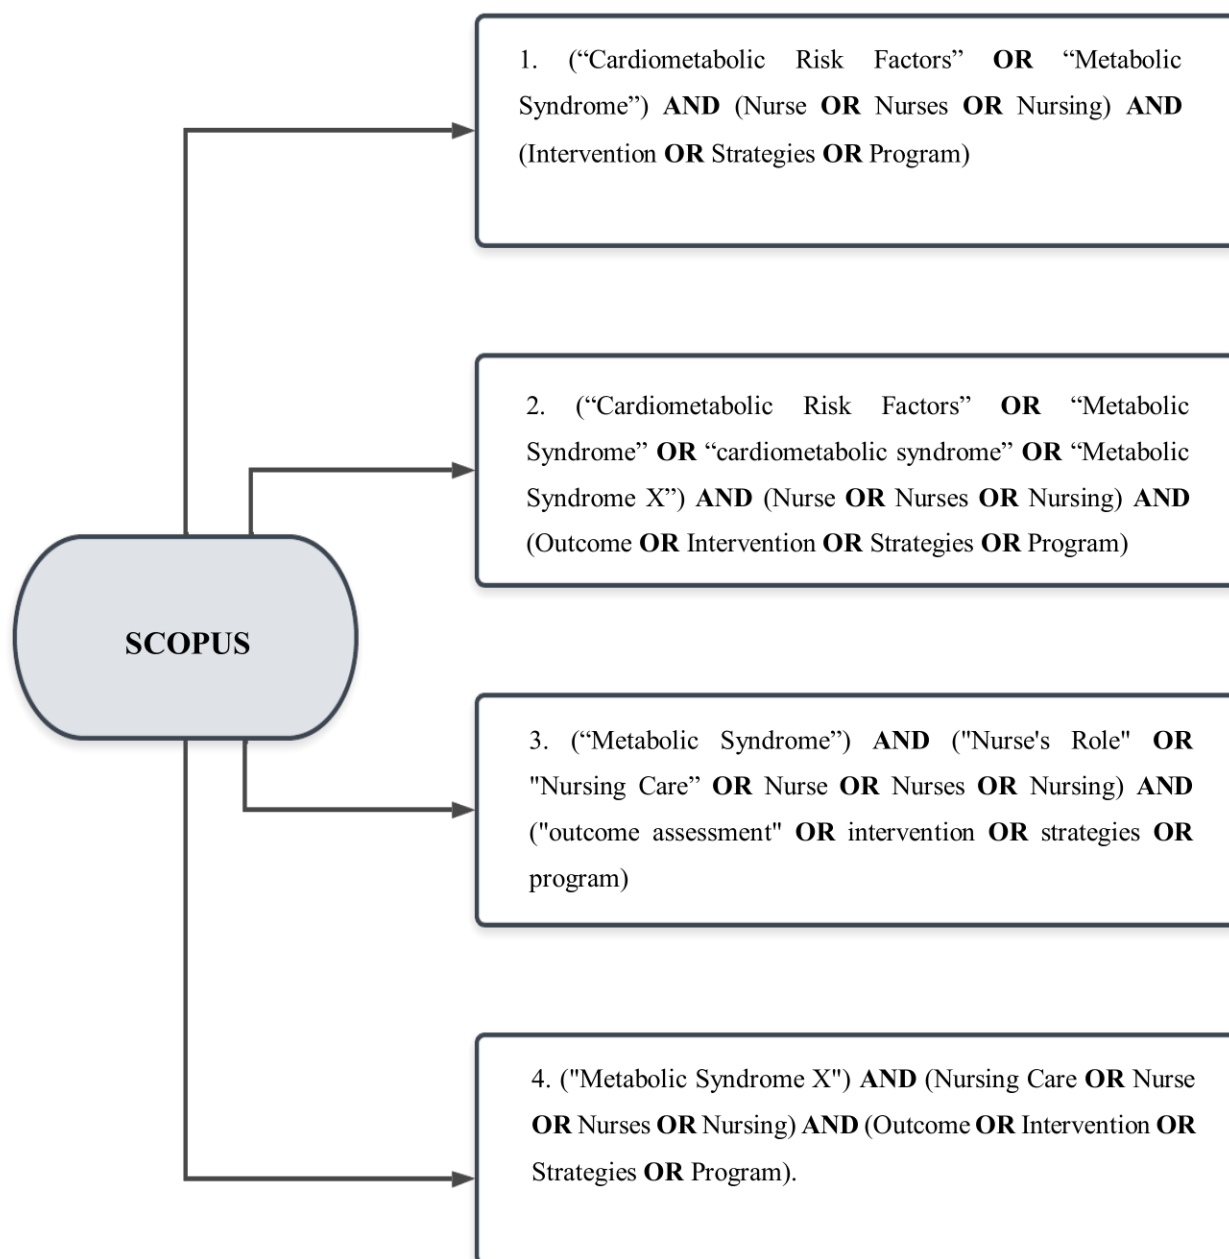 1. (“Cardiometabolic Risk Factors” OR “Metabolic
Syndrome”) AND (Nurse OR Nurses OR Nursing) AND
(Intervention OR Strategies OR Program)
2. (“Cardiometabolic Risk Factors” OR “Metabolic
Syndrome” OR “cardiometabolic syndrome” OR “Metabolic
Syndrome X”) AND (Nurse OR Nurses OR Nursing) AND
(Outcome OR Intervention OR Strategies OR Program)
SCOPUS
3. (“Metabolic Syndrome”) AND ("Nurse's Role" OR
"Nursing Care” OR Nurse OR Nurses OR Nursing) AND
("outcome assessment" OR intervention OR strategies OR
program)
4. ("Metabolic Syndrome X") AND (Nursing Care OR Nurse
OR Nurses OR Nursing) AND (Outcome OR Intervention OR
Strategies OR Program).